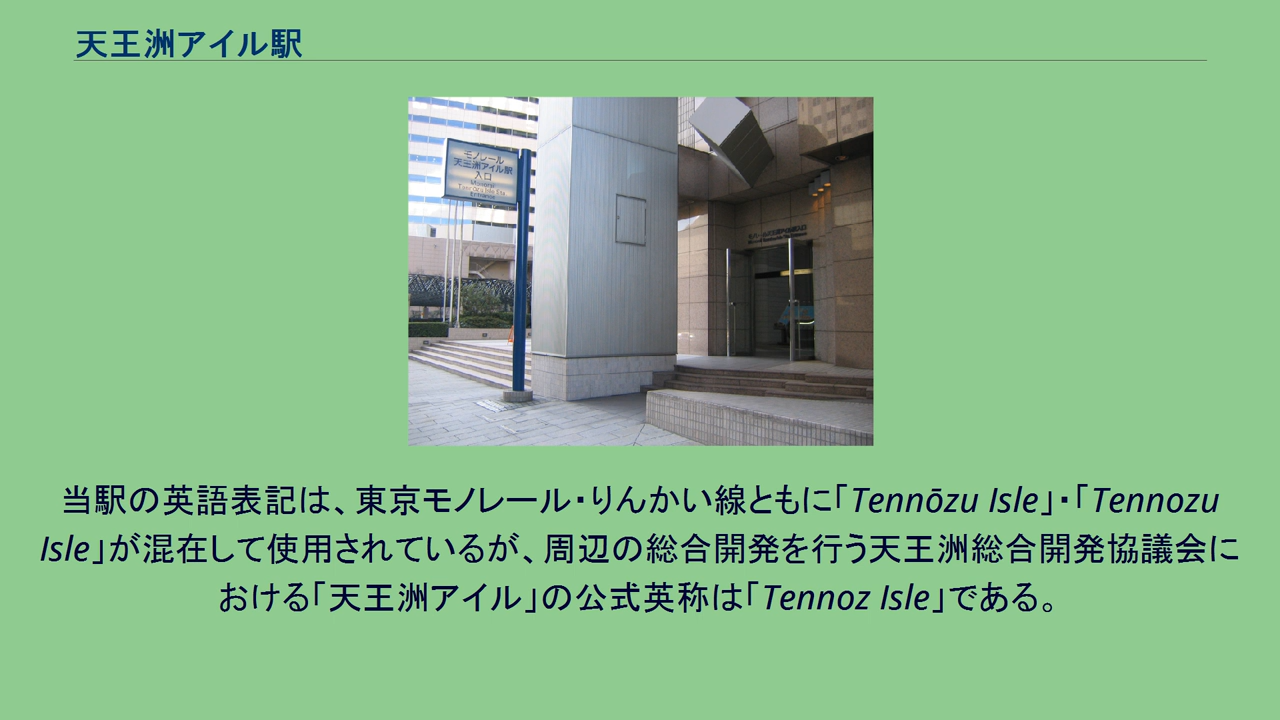 天王洲アイル駅
モノレール
天王洲アイル駅
入口
Monorail
Tennōzu Isle Sta.
ENTRANCE
当駅の英語表記は、東京モノレール・りんかい線ともに｢Tennōzu Isle｣・｢Tennozu
Isle｣が混在して使用されているが、周辺の総合開発を行う天王洲総合開発協議会に
おける｢天王洲アイル｣の公式英称は｢Tennoz Isle｣である。